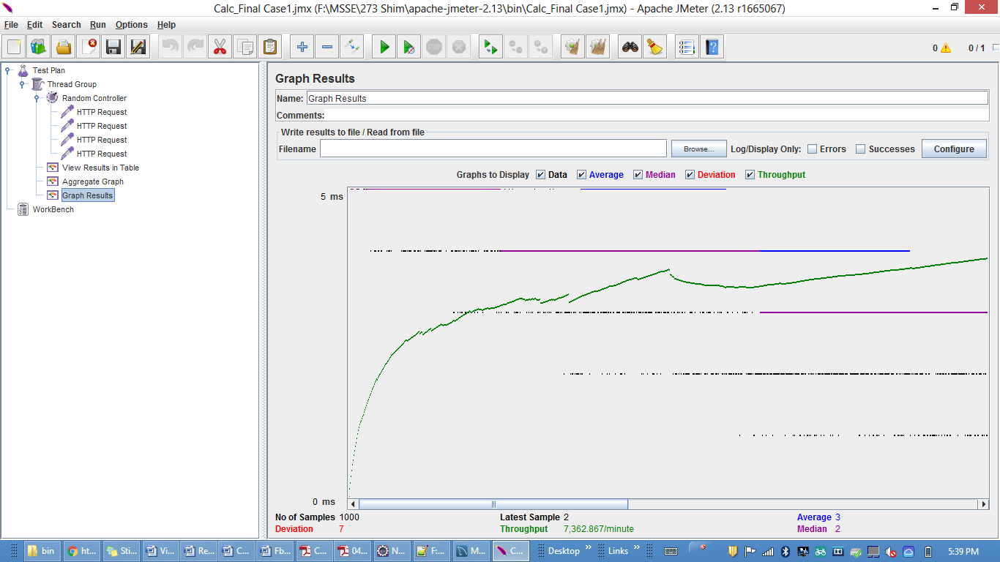 Calc_Final Case1.jmx (F:\MSSE\273 Shim\apache-jmeter-2.13\bin\Calc_Final Case1.jmx) - Apache JMeter (2.13 r1665067)
File Edit Search Run Options Help
STOP
0 0 / 1
Test Plan
Thread Group
Random Controller
HTTP Request
HTTP Request
HTTP Request
HTTP Request
View Results in Table
Aggregate Graph
Graph Results
WorkBench
Graph Results
Name: Graph Results
Comments:
Write results to file / Read from file
Filename Browse... Log/Display Only: Errors Successes Configure
Graphs to Display Data Average Median Deviation Throughput
5 ms
0 ms
No of Samples 1000 Latest Sample 2 Average 3
Deviation 7 Throughput 7,362.867/minute Median 2
bin ht... Sti... Vi... Re... C... Fb... C... 04... N... F:... M... C... Desktop » Links » 5:39 PM